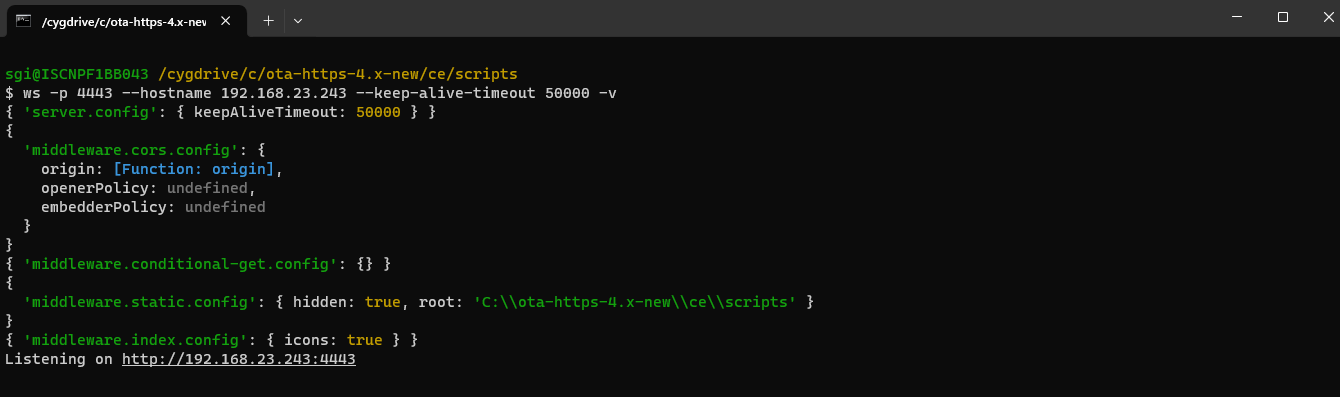 /cygdrive/c/ota-https-4.x-new
sgi@ISCNPF1BB043 /cygdrive/c/ota-https-4.x-new/ce/scripts
$ ws -p 4443 --hostname 192.168.23.243 --keep-alive-timeout 50000 -v
{ 'server.config': { keepAliveTimeout: 50000 } }
{
  'middleware.cors.config': {
    origin: [Function: origin],
    openerPolicy: undefined,
    embedderPolicy: undefined
  }
}
{ 'middleware.conditional-get.config': {} }
{
  'middleware.static.config': { hidden: true, root: 'C:\\ota-https-4.x-new\\ce\\scripts' }
}
{ 'middleware.index.config': { icons: true } }
Listening on http://192.168.23.243:4443